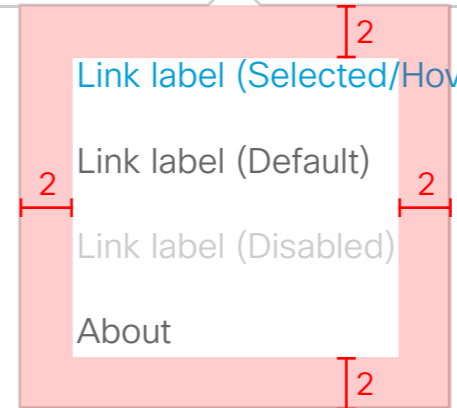 2
Link label (Selected/Hov
Link label (Default)
2 2
Link label (Disabled)
About
2